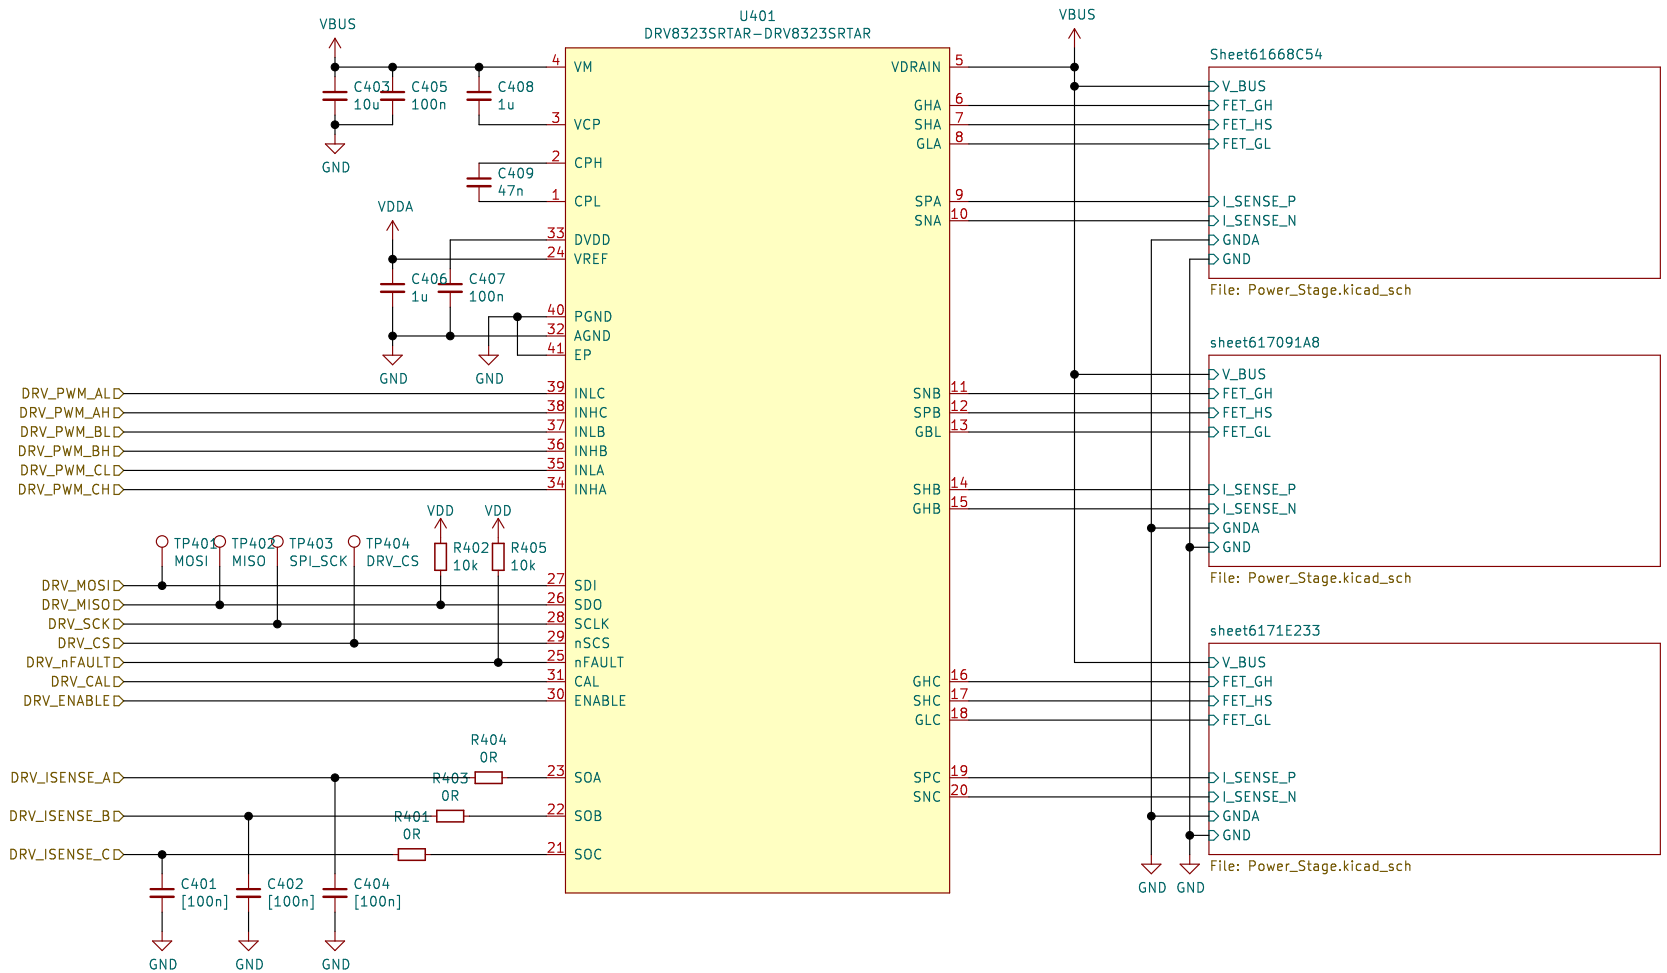 U401
DRV8323SRTAR-DRV8323SRTAR
VBUS
C403
10u
C405
100n
C408
1u
GND
C409
47n
VDDA
C406
1u
C407
100n
GND
GND
4 VM
3 VCP
2 CPH
1 CPL
33 DVDD
24 VREF
40 PGND
32 AGND
41 EP
DRV_PWM_AL 39 INLC
DRV_PWM_AH 38 INHC
DRV_PWM_BL 37 INLB
DRV_PWM_BH 36 INHB
DRV_PWM_CL 35 INLA
DRV_PWM_CH 34 INHA
VDD
VDD
TP401
MOSI
TP402
MISO
TP403
SPI_SCK
TP404
DRV_CS
R402
10k
R405
10k
DRV_MOSI 27 SDI
DRV_MISO 26 SDO
DRV_SCK 28 SCLK
DRV_CS 29 nSCS
DRV_nFAULT 25 nFAULT
DRV_CAL 31 CAL
DRV_ENABLE 30 ENABLE
R404
0R
DRV_ISENSE_A 23 SOA
R403
0R
DRV_ISENSE_B 22 SOB
R401
0R
DRV_ISENSE_C 21 SOC
C401
[100n]
C402
[100n]
C404
[100n]
GND
GND
GND
VBUS
VDRAIN 5
GHA 6
SHA 7
GLA 8
SPA 9
SNA 10
SNB 11
SPB 12
GBL 13
SHB 14
GHB 15
GHC 16
SHC 17
GLC 18
SPC 19
SNC 20
Sheet61668C54
V_BUS
FET_GH
FET_HS
FET_GL
I_SENSE_P
I_SENSE_N
GNDA
GND
File: Power_Stage.kicad_sch
sheet617091A8
V_BUS
FET_GH
FET_HS
FET_GL
I_SENSE_P
I_SENSE_N
GNDA
GND
File: Power_Stage.kicad_sch
sheet6171E233
V_BUS
FET_GH
FET_HS
FET_GL
I_SENSE_P
I_SENSE_N
GNDA
GND
File: Power_Stage.kicad_sch
GND
GND